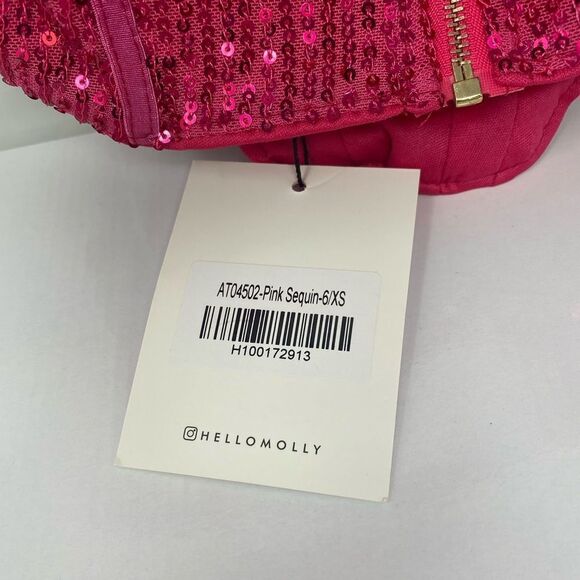 AT04502-Pink Sequin-6/XS
H100172913
HELLOMOLLY